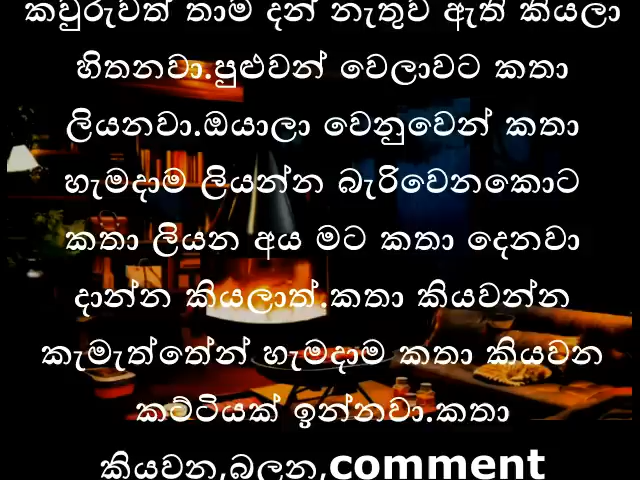 කවුරුවත් තාම දන් නැතුව ඇති කියලා
හිතනවා.පුළුවන් වෙලාවට කතා
ලියනවා.ඔයාලා වෙනුවෙන් කතා
හැමදාම ලියන්න බැරිවෙනකොට
කතා ලියන අය මට කතා දෙනවා
දාන්න කියලාත්.කතා කියවන්න
කැමැත්තේන් හැමදාම කතා කියවන
කට්ටියක් ඉන්නවා.කතා
කියවන,බලන,comment